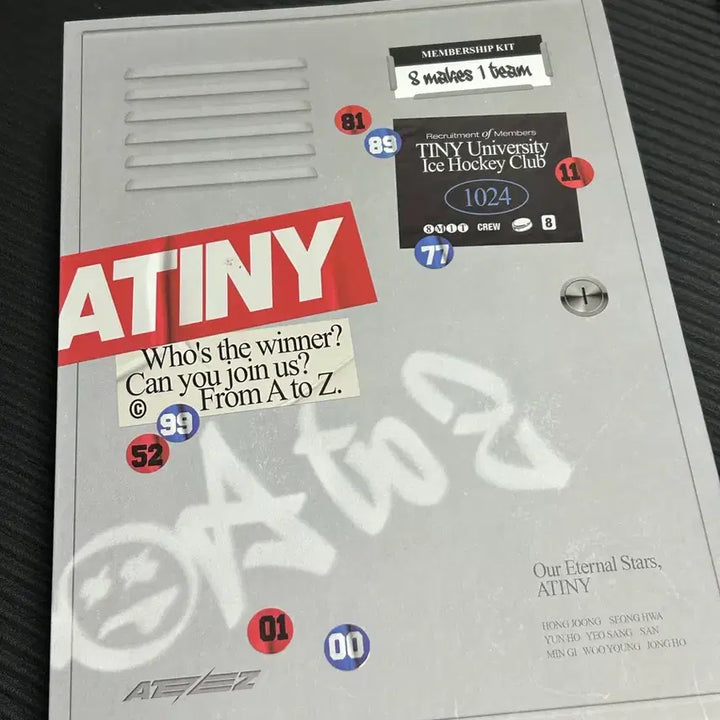 MEMBERSHIP KIT
8 makes 1 team
81
89
Recruitment of Members
TINY University
Ice Hockey Club
11
1024
8M1T CREW 8
77
ATINY
Who's the winner?
Can you join us?
© From A to Z.
99
52
A to Z
Our Eternal Stars,
ATINY
HONG JOONG SEONG HWA
YUN HO YEO SANG SAN
MIN GI WOO YOUNG JONG HO
01
00
ATEEZ